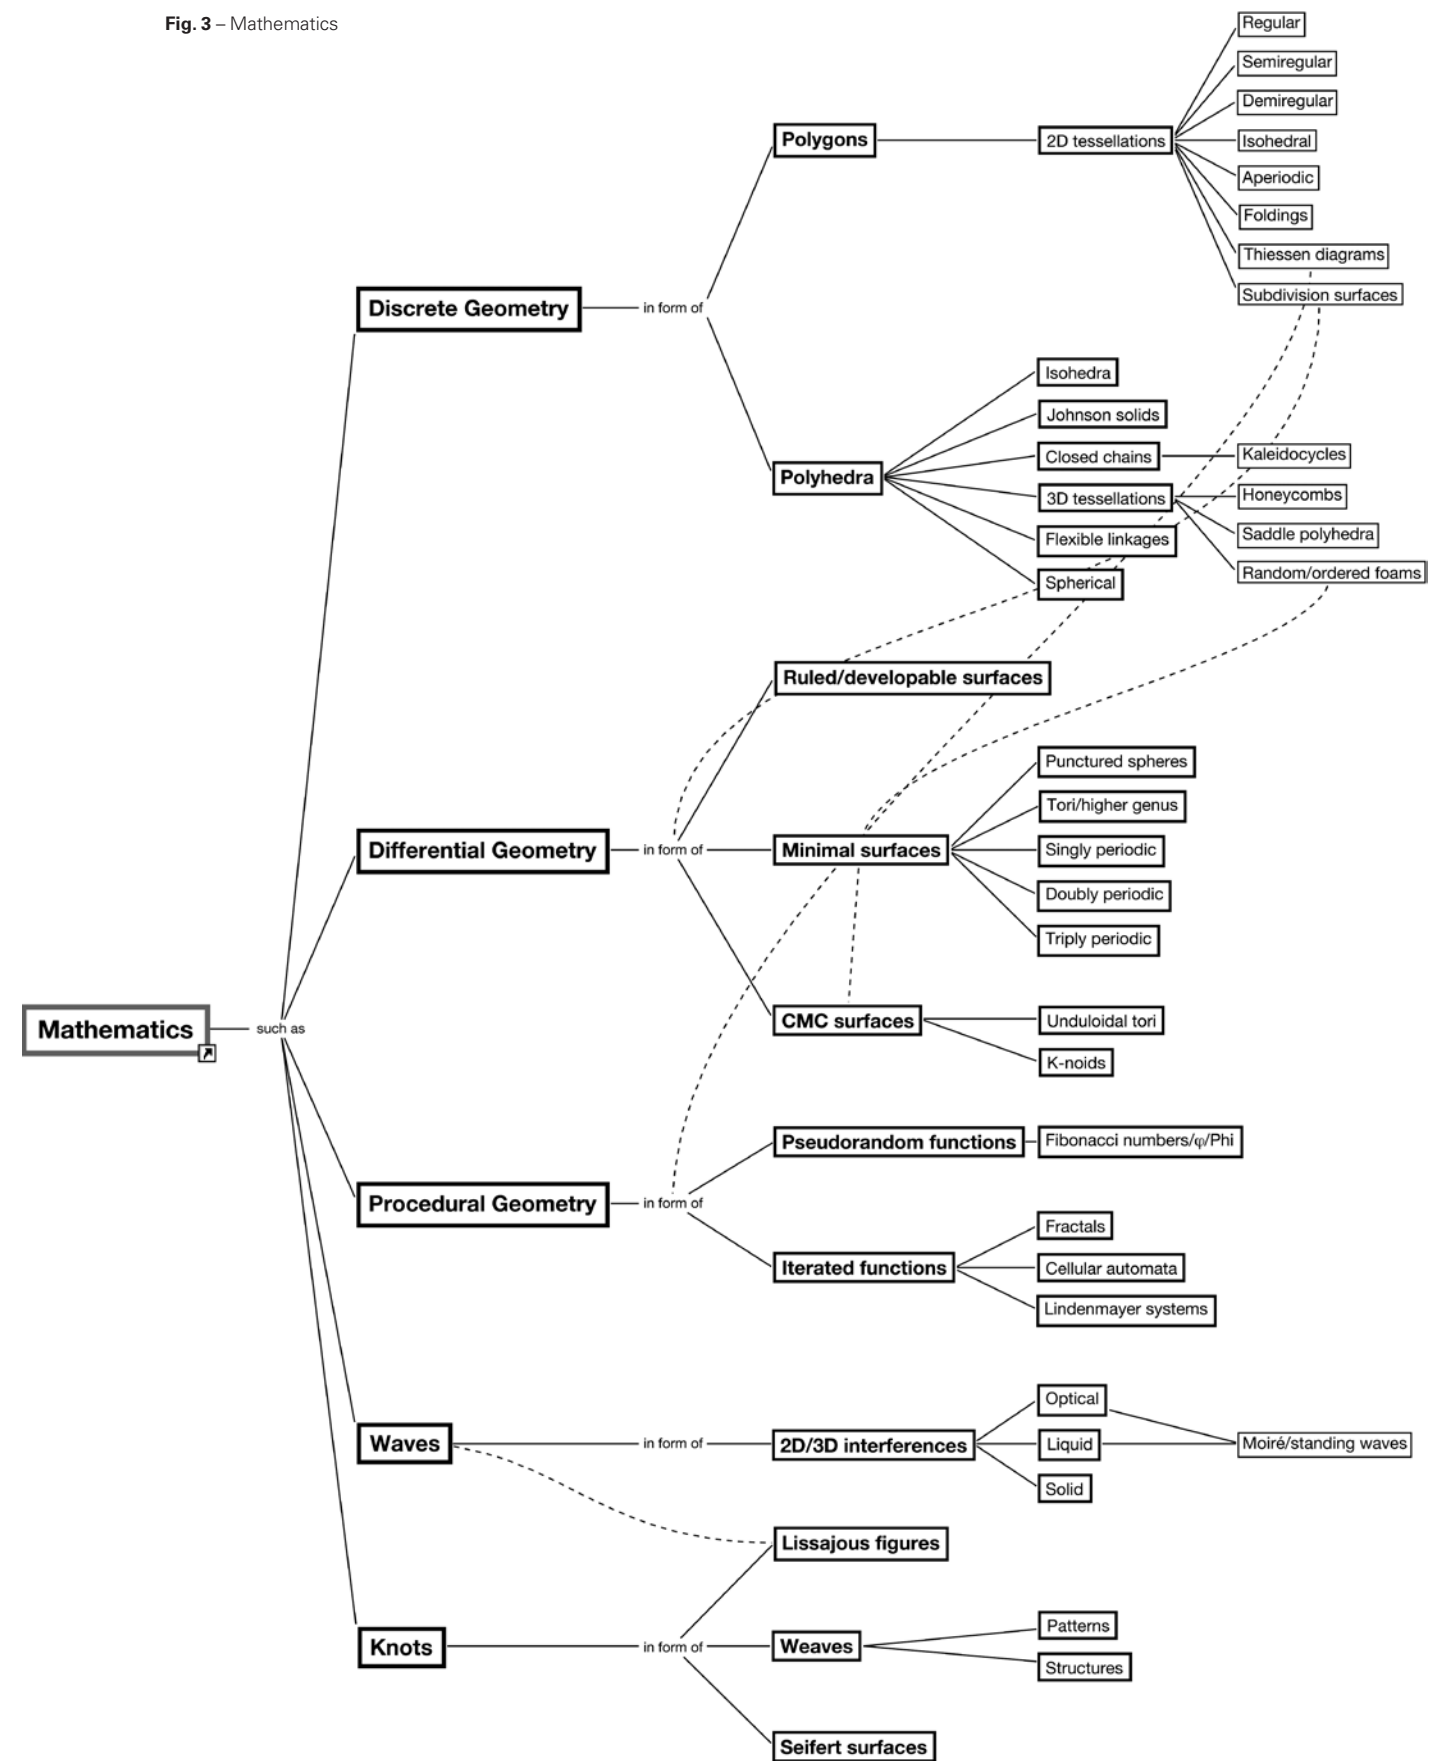 Fig. 3 – Mathematics
Regular
Semiregular
Demiregular
Polygons
2D tessellations
Isohedral
Aperiodic
Foldings
Thiessen diagrams
Subdivision surfaces
Discrete Geometry
in form of
Isohedra
Johnson solids
Closed chains
Kaleidocycles
Polyhedra
3D tessellations
Honeycombs
Flexible linkages
Saddle polyhedra
Spherical
Random/ordered foams
Ruled/developable surfaces
Punctured spheres
Tori/higher genus
Differential Geometry
in form of
Minimal surfaces
Singly periodic
Doubly periodic
Triply periodic
Mathematics
such as
CMC surfaces
Unduloidal tori
K-noids
Pseudorandom functions
Fibonacci numbers/φ/Phi
Procedural Geometry
in form of
Fractals
Iterated functions
Cellular automata
Lindenmayer systems
Optical
Waves
in form of
2D/3D interferences
Liquid
Moiré/standing waves
Solid
Lissajous figures
Patterns
Knots
in form of
Weaves
Structures
Seifert surfaces